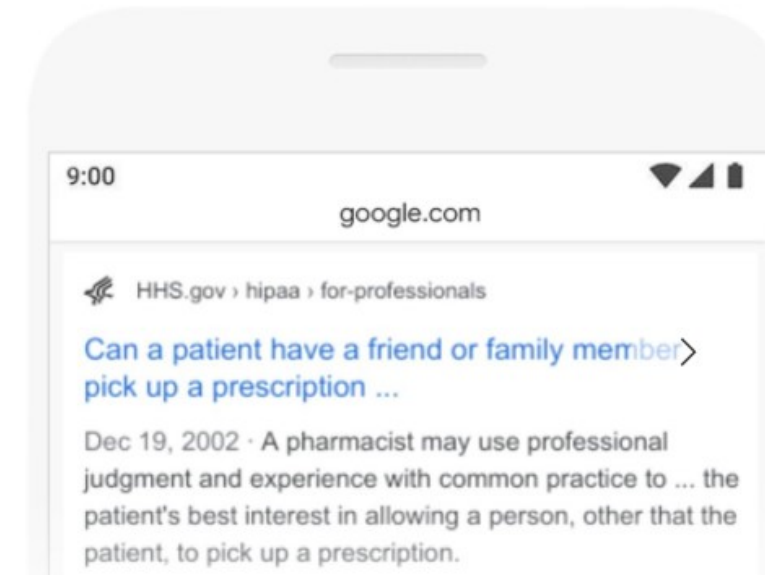 9:00
google.com
HHS.gov › hipaa › for-professionals
Can a patient have a friend or family member
pick up a prescription ...
Dec 19, 2002 · A pharmacist may use professional
judgment and experience with common practice to ... the
patient's best interest in allowing a person, other that the
patient, to pick up a prescription.